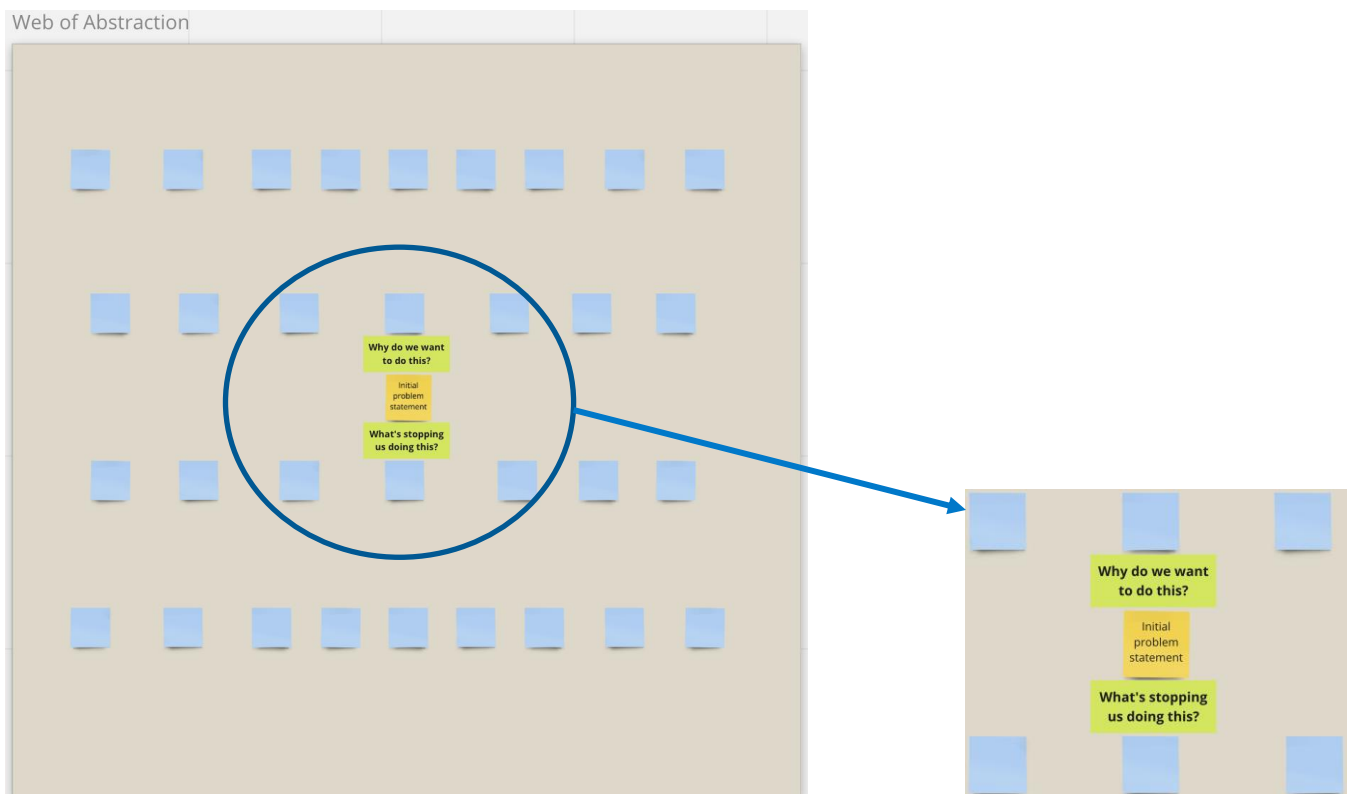 Web of Abstraction
Why do we want
to do this?
Initial
problem
statement
What's stopping
us doing this?
Why do we want
to do this?
Initial
problem
statement
What's stopping
us doing this?